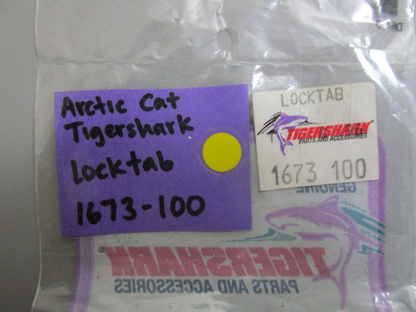 Arctic Cat
Tigershark
locktab
1673-100
LOCKTAB
TIGERSHARK
PARTS AND ACCESSORIES
1673 100
GENUINE
TIGERSHARK
PARTS AND ACCESSORIES